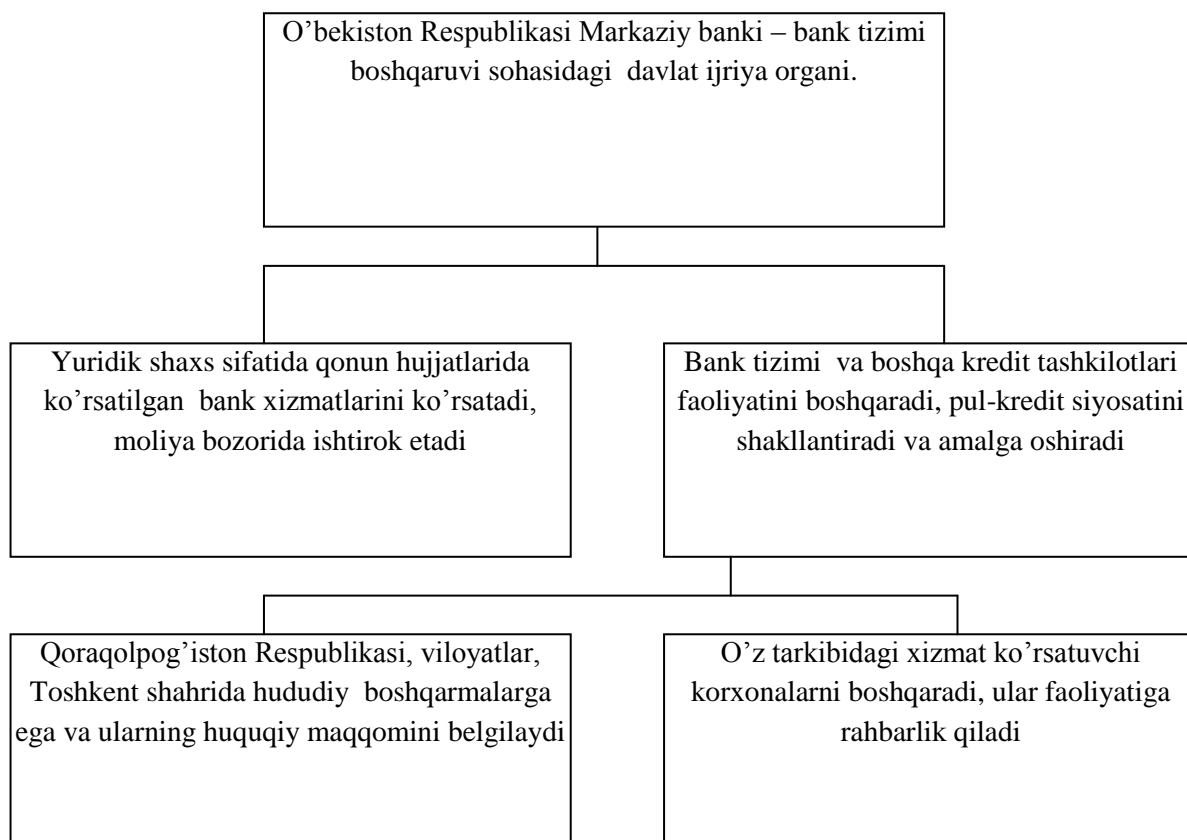 O’bekiston Respublikasi Markaziy banki – bank tizimi
boshqaruvi sohasidagi davlat ijriya organi.
Yuridik shaxs sifatida qonun hujjatlarida
ko’rsatilgan bank xizmatlarini ko’rsatadi,
moliya bozorida ishtirok etadi
Bank tizimi va boshqa kredit tashkilotlari
faoliyatini boshqaradi, pul-kredit siyosatini
shakllantiradi va amalga oshiradi
Qoraqolpog’iston Respublikasi, viloyatlar,
Toshkent shahrida hududiy boshqarmalarga
ega va ularning huquqiy maqqomini belgilaydi
O’z tarkibidagi xizmat ko’rsatuvchi
korxonalarni boshqaradi, ular faoliyatiga
rahbarlik qiladi